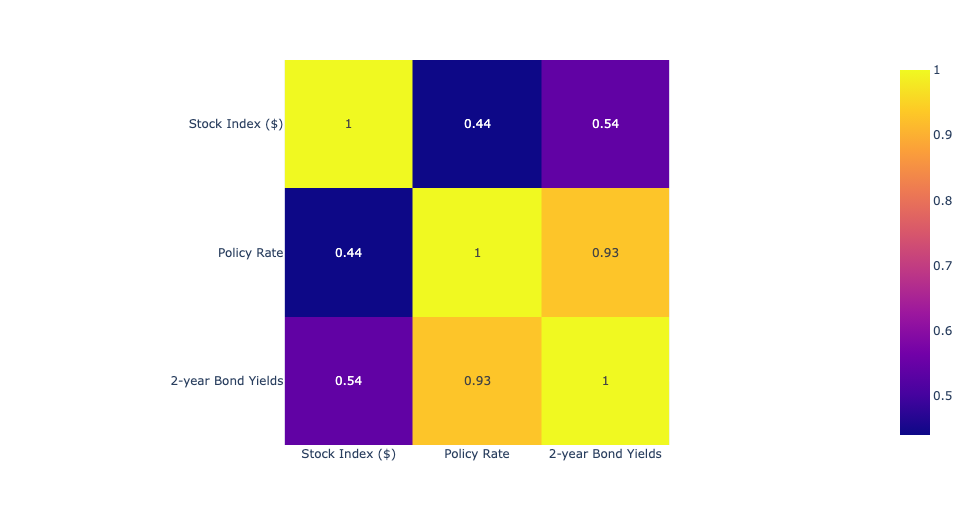 1
Stock Index ($) 1 0.44 0.54
0.9
0.8
Policy Rate 0.44 1 0.93
0.7
0.6
2-year Bond Yields 0.54 0.93 1
0.5
Stock Index ($) Policy Rate 2-year Bond Yields